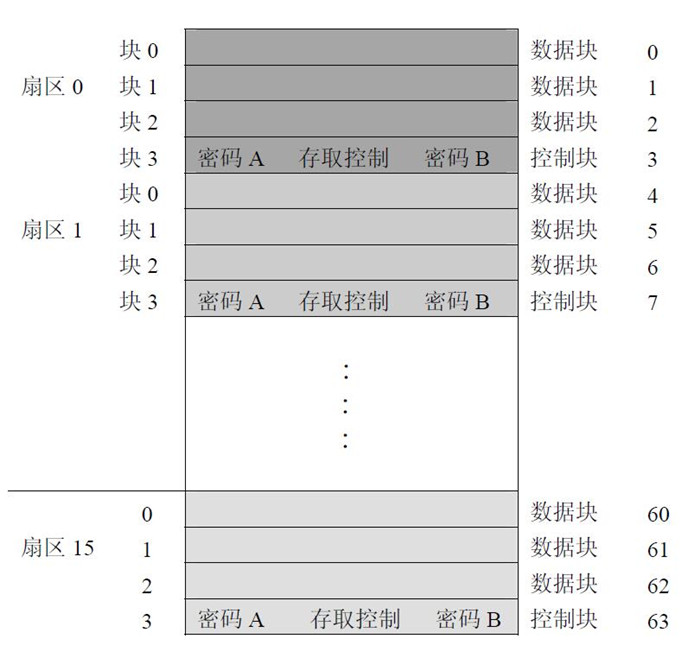 块 0 数据块 0
扇区 0 块 1 数据块 1
块 2 数据块 2
块 3 密码 A 存取控制 密码 B 控制块 3
块 0 数据块 4
扇区 1 块 1 数据块 5
块 2 数据块 6
块 3 密码 A 存取控制 密码 B 控制块 7
0 数据块 60
扇区 15 1 数据块 61
2 数据块 62
3 密码 A 存取控制 密码 B 控制块 63